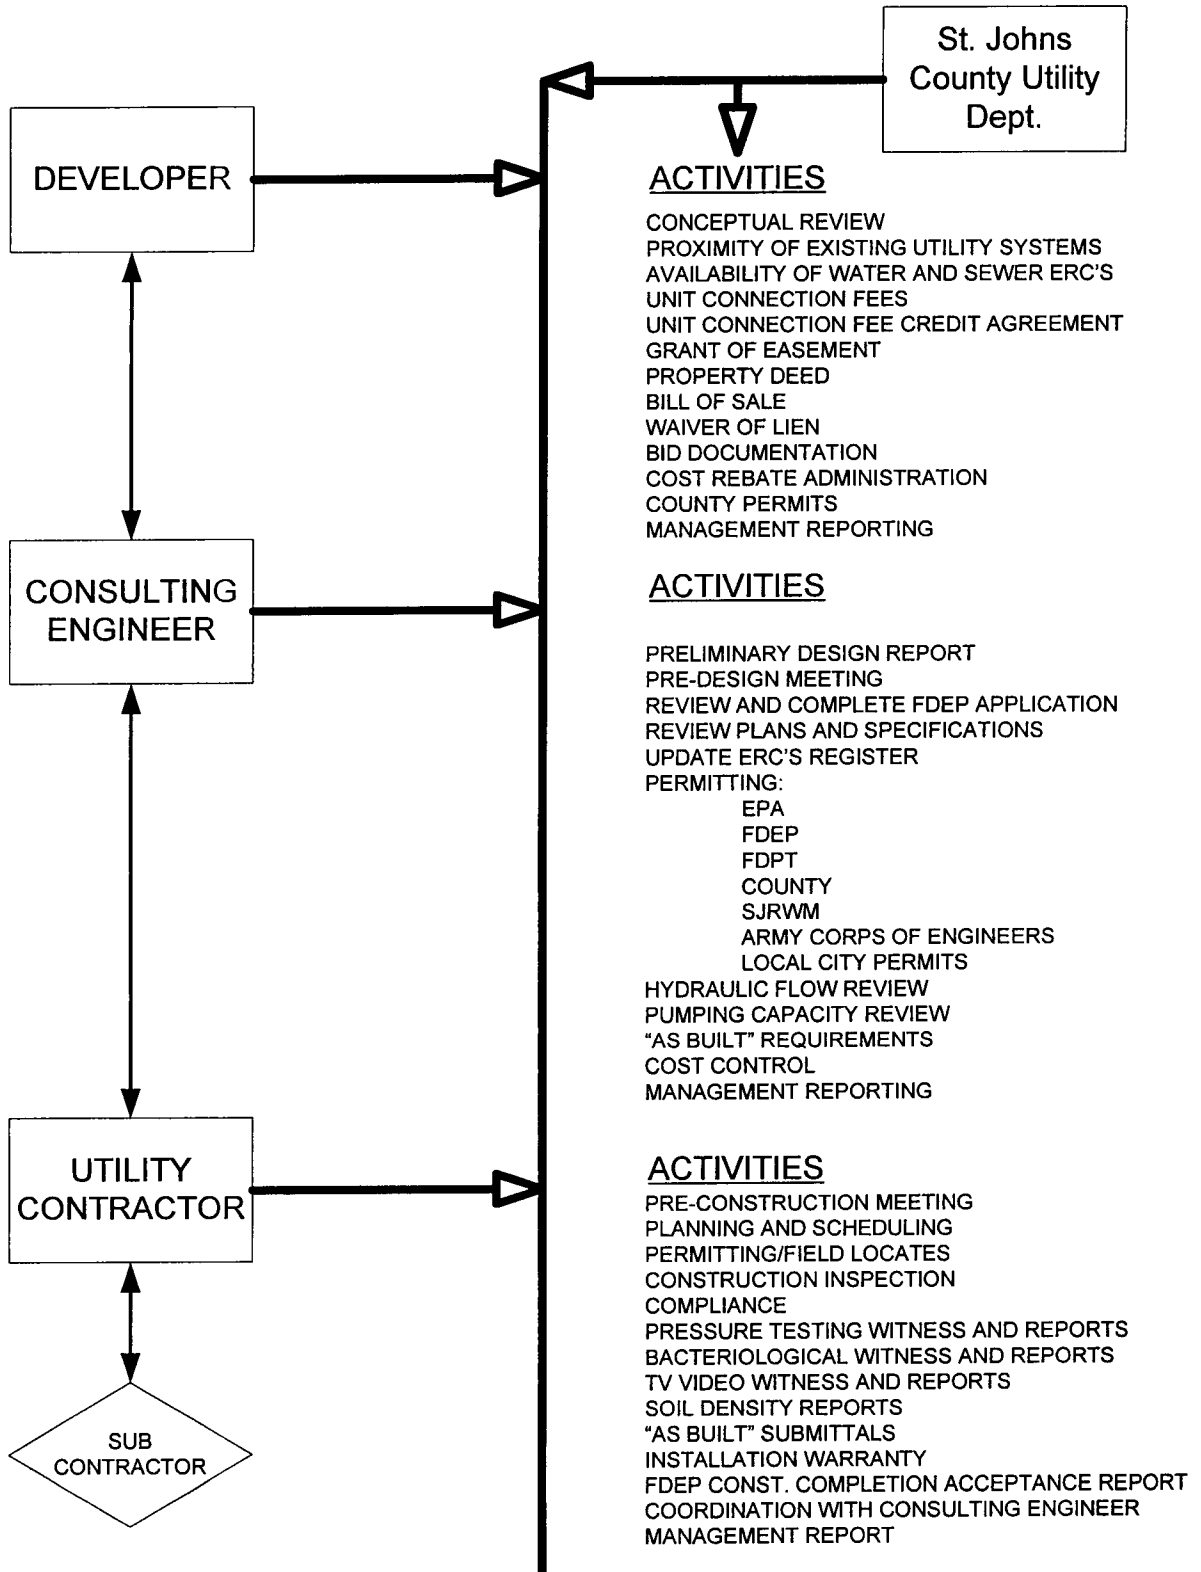 St. Johns
County Utility
Dept.
DEVELOPER
ACTIVITIES
CONCEPTUAL REVIEW
PROXIMITY OF EXISTING UTILITY SYSTEMS
AVAILABILITY OF WATER AND SEWER ERC'S
UNIT CONNECTION FEES
UNIT CONNECTION FEE CREDIT AGREEMENT
GRANT OF EASEMENT
PROPERTY DEED
BILL OF SALE
WAIVER OF LIEN
BID DOCUMENTATION
COST REBATE ADMINISTRATION
COUNTY PERMITS
MANAGEMENT REPORTING
CONSULTING
ENGINEER
ACTIVITIES
PRELIMINARY DESIGN REPORT
PRE-DESIGN MEETING
REVIEW AND COMPLETE FDEP APPLICATION
REVIEW PLANS AND SPECIFICATIONS
UPDATE ERC'S REGISTER
PERMITTING:
EPA
FDEP
FDPT
COUNTY
SJRWM
ARMY CORPS OF ENGINEERS
LOCAL CITY PERMITS
HYDRAULIC FLOW REVIEW
PUMPING CAPACITY REVIEW
“AS BUILT” REQUIREMENTS
COST CONTROL
MANAGEMENT REPORTING
UTILITY
CONTRACTOR
ACTIVITIES
PRE-CONSTRUCTION MEETING
PLANNING AND SCHEDULING
PERMITTING/FIELD LOCATES
CONSTRUCTION INSPECTION
COMPLIANCE
PRESSURE TESTING WITNESS AND REPORTS
BACTERIOLOGICAL WITNESS AND REPORTS
TV VIDEO WITNESS AND REPORTS
SOIL DENSITY REPORTS
“AS BUILT” SUBMITTALS
INSTALLATION WARRANTY
FDEP CONST. COMPLETION ACCEPTANCE REPORT
COORDINATION WITH CONSULTING ENGINEER
MANAGEMENT REPORT
SUB
CONTRACTOR